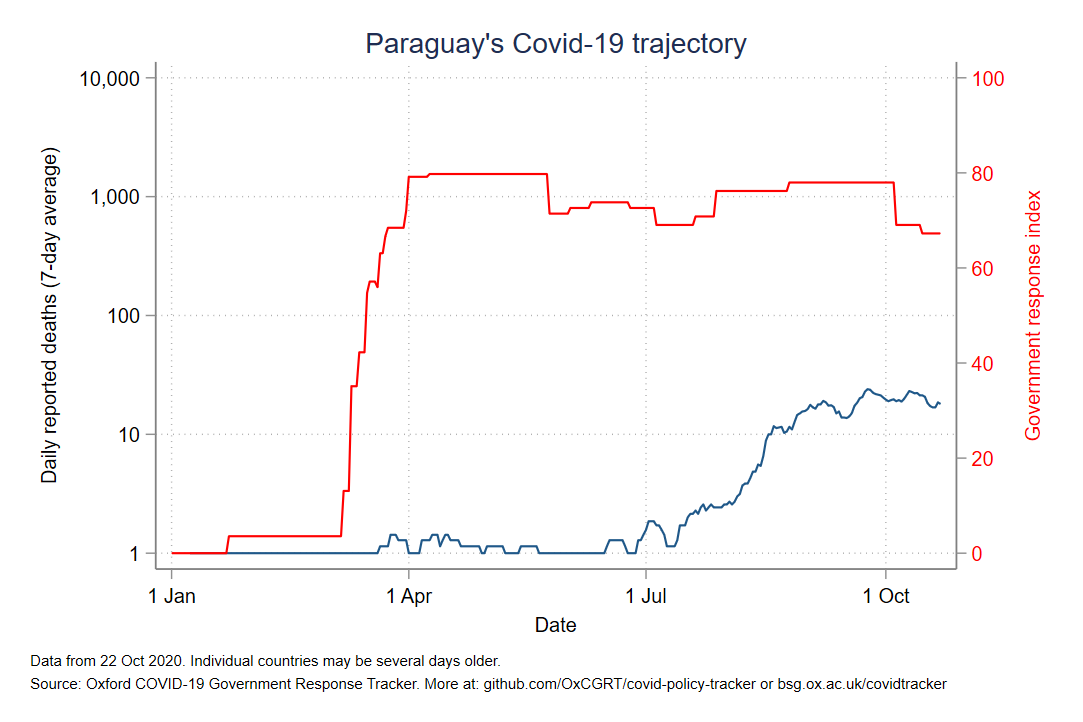 Paraguay's Covid-19 trajectory
10,000
1,000
100
10
1
Daily reported deaths (7-day average)
100
80
60
40
20
0
Government response index
1 Jan
1 Apr
1 Jul
1 Oct
Date
Data from 22 Oct 2020. Individual countries may be several days older.
Source: Oxford COVID-19 Government Response Tracker. More at: github.com/OxCGRT/covid-policy-tracker or bsg.ox.ac.uk/covidtracker